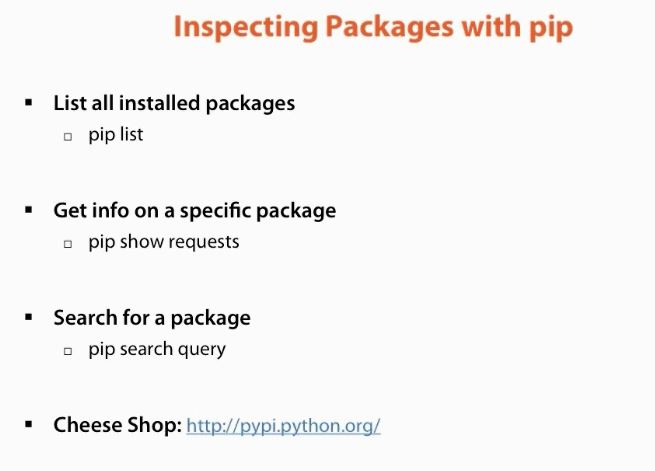 Inspecting Packages with pip
▪ List all installed packages
▫ pip list
▪ Get info on a specific package
▫ pip show requests
▪ Search for a package
▫ pip search query
▪ Cheese Shop: http://pypi.python.org/